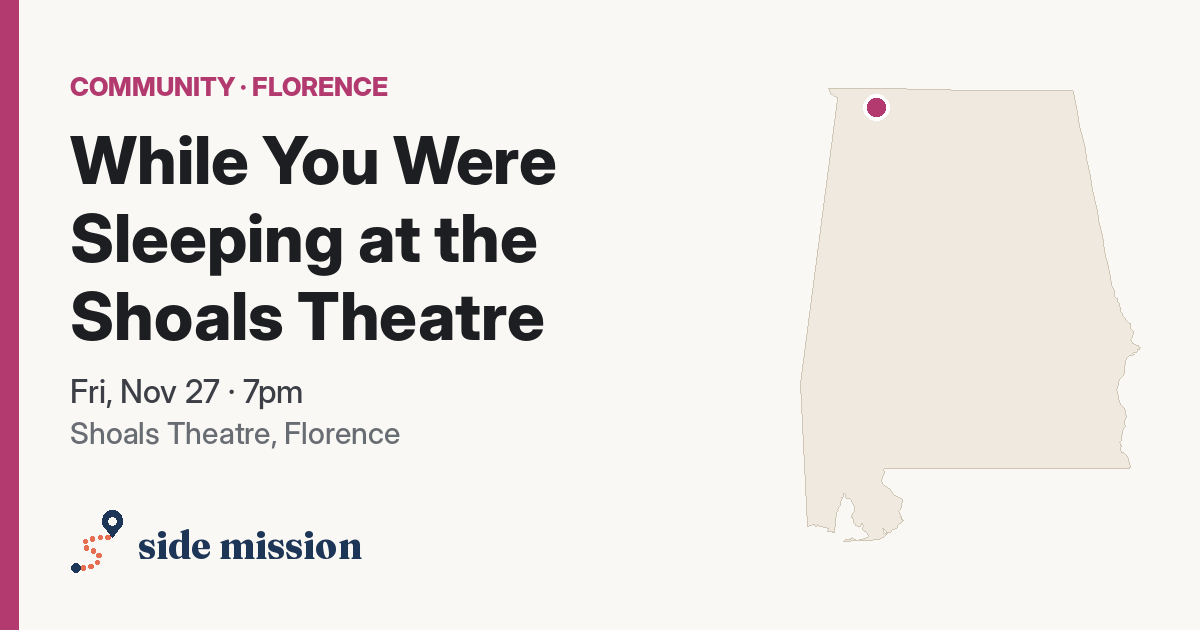 COMMUNITY · FLORENCE
While You Were
Sleeping at the
Shoals Theatre
Fri, Nov 27 · 7pm
Shoals Theatre, Florence
side mission